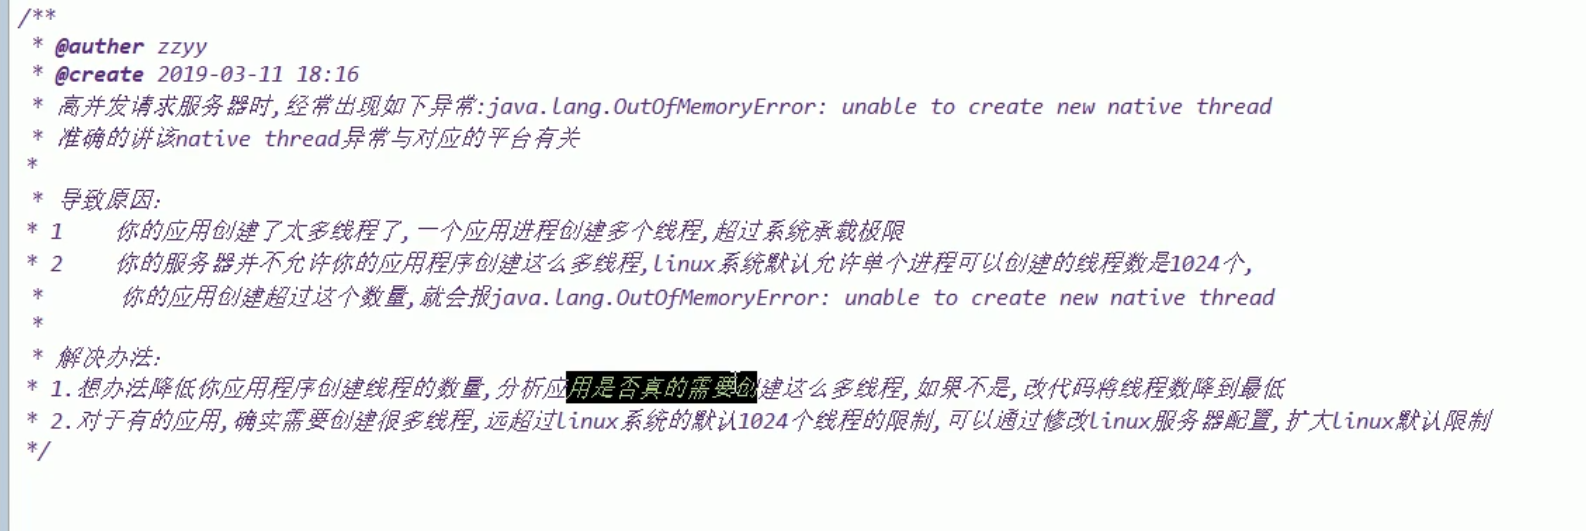 /**
* @auther zzyy
* @create 2019-03-11 18:16
* 高并发请求服务器时,经常出现如下异常:java.lang.OutOfMemoryError: unable to create new native thread
* 准确的讲该native thread异常与对应的平台有关
*
* 导致原因:
* 1 你的应用创建了太多线程了,一个应用进程创建多个线程,超过系统承载极限
* 2 你的服务器并不允许你的应用程序创建这么多线程,linux系统默认允许单个进程可以创建的线程数是1024个,
* 你的应用创建超过这个数量,就会报java.lang.OutOfMemoryError: unable to create new native thread
*
* 解决办法:
* 1.想办法降低你应用程序创建线程的数量,分析应用是否真的需要创建这么多线程,如果不是,改代码将线程数降到最低
* 2.对于有的应用,确实需要创建很多线程,远超过linux系统的默认1024个线程的限制,可以通过修改linux服务器配置,扩大linux默认限制
*/